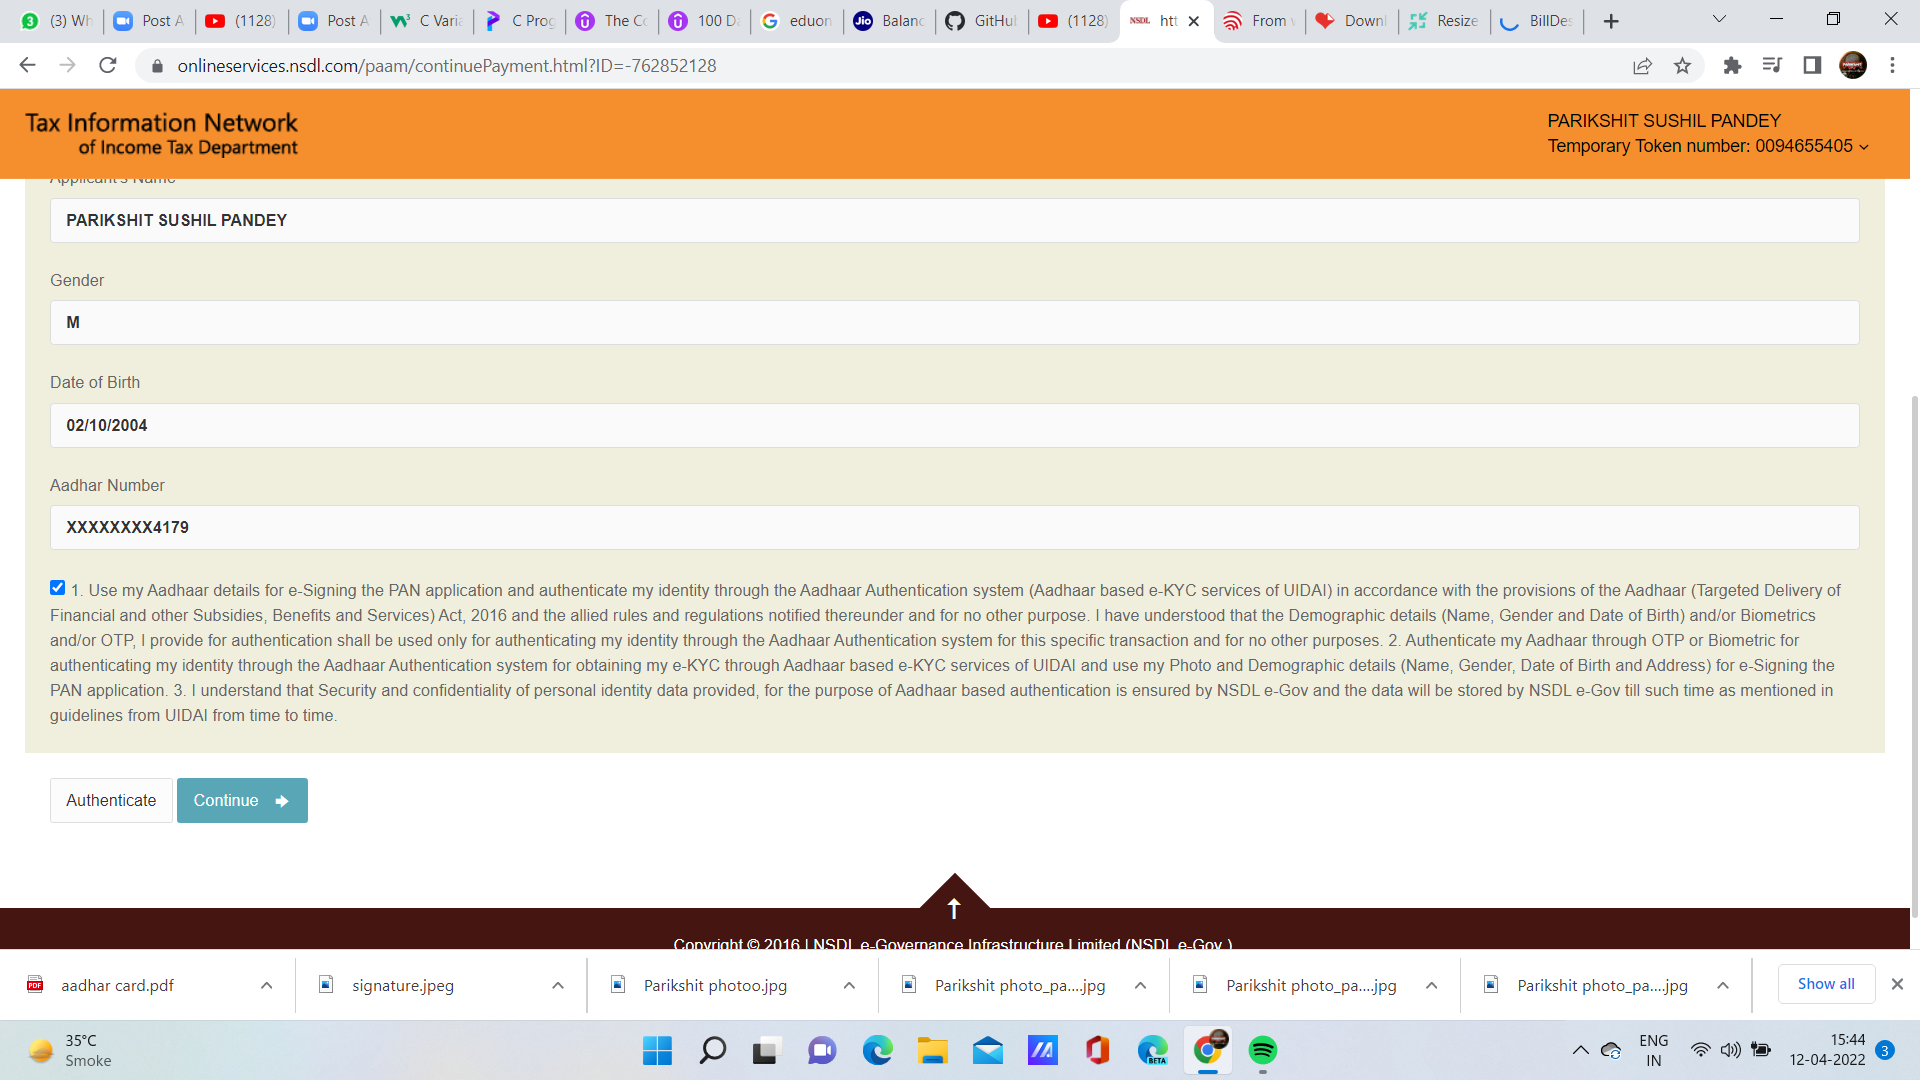 (3) Wh
Post A
(1128)
Post A
C Varia
C Prog
The Co
100 Da
eduon
Jio
Balanc
GitHub
(1128)
NSDL
htt
From v
Downl
Resize
BillDes
onlineservices.nsdl.com/paam/continuePayment.html?ID=-762852128
Tax Information Network
of Income Tax Department
PARIKSHIT SUSHIL PANDEY
Temporary Token number: 0094655405
Applicant's Name
PARIKSHIT SUSHIL PANDEY
Gender
M
Date of Birth
02/10/2004
Aadhar Number
XXXXXXXX4179
1. Use my Aadhaar details for e-Signing the PAN application and authenticate my identity through the Aadhaar Authentication system (Aadhaar based e-KYC services of UIDAI) in accordance with the provisions of the Aadhaar (Targeted Delivery of
Financial and other Subsidies, Benefits and Services) Act, 2016 and the allied rules and regulations notified thereunder and for no other purpose. I have understood that the Demographic details (Name, Gender and Date of Birth) and/or Biometrics
and/or OTP, I provide for authentication shall be used only for authenticating my identity through the Aadhaar Authentication system for this specific transaction and for no other purposes. 2. Authenticate my Aadhaar through OTP or Biometric for
authenticating my identity through the Aadhaar Authentication system for obtaining my e-KYC through Aadhaar based e-KYC services of UIDAI and use my Photo and Demographic details (Name, Gender, Date of Birth and Address) for e-Signing the
PAN application. 3. I understand that Security and confidentiality of personal identity data provided, for the purpose of Aadhaar based authentication is ensured by NSDL e-Gov and the data will be stored by NSDL e-Gov till such time as mentioned in
guidelines from UIDAI from time to time.
Authenticate
Continue
Copyright © 2016 | NSDL e-Governance Infrastructure Limited (NSDL e-Gov )
aadhar card.pdf
signature.jpeg
Parikshit photoo.jpg
Parikshit photo_pa....jpg
Parikshit photo_pa....jpg
Parikshit photo_pa....jpg
Show all
35°C
Smoke
BETA
ENG
IN
15:44
12-04-2022
3